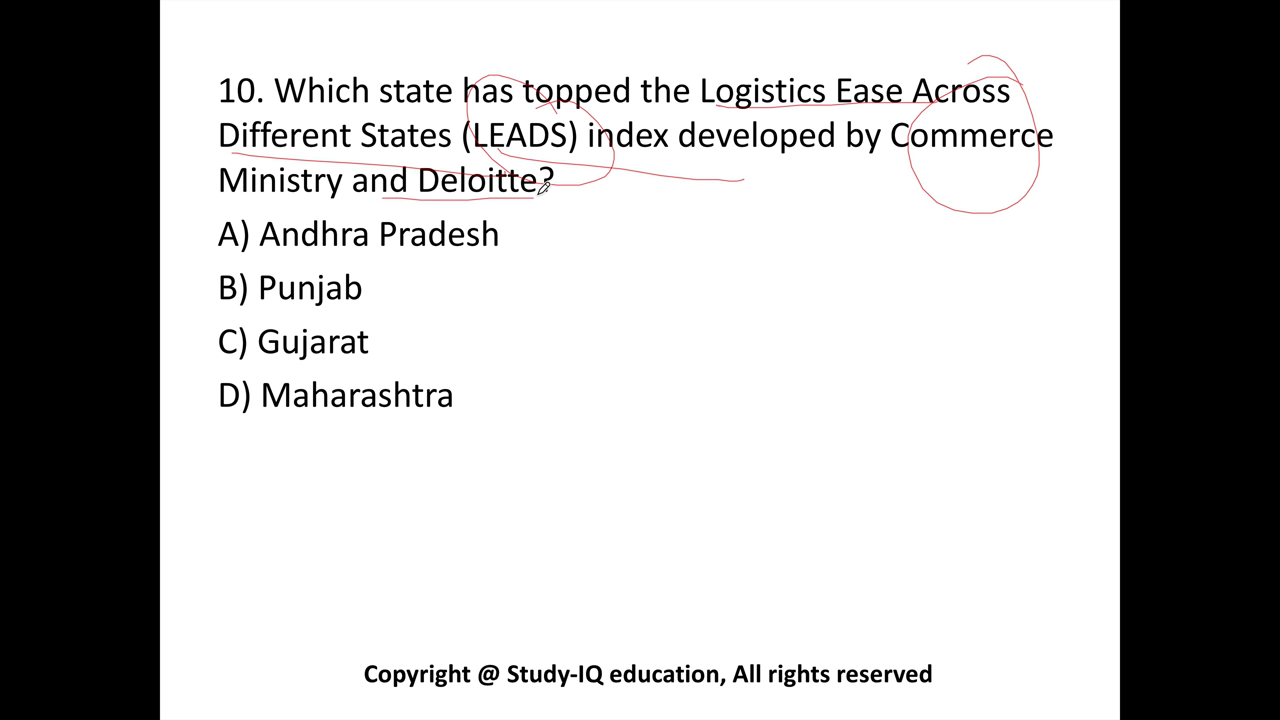 10. Which state has topped the Logistics Ease Across
Different States (LEADS) index developed by Commerce
Ministry and Deloitte?
A) Andhra Pradesh
B) Punjab
C) Gujarat
D) Maharashtra
Copyright @ Study-IQ education, All rights reserved